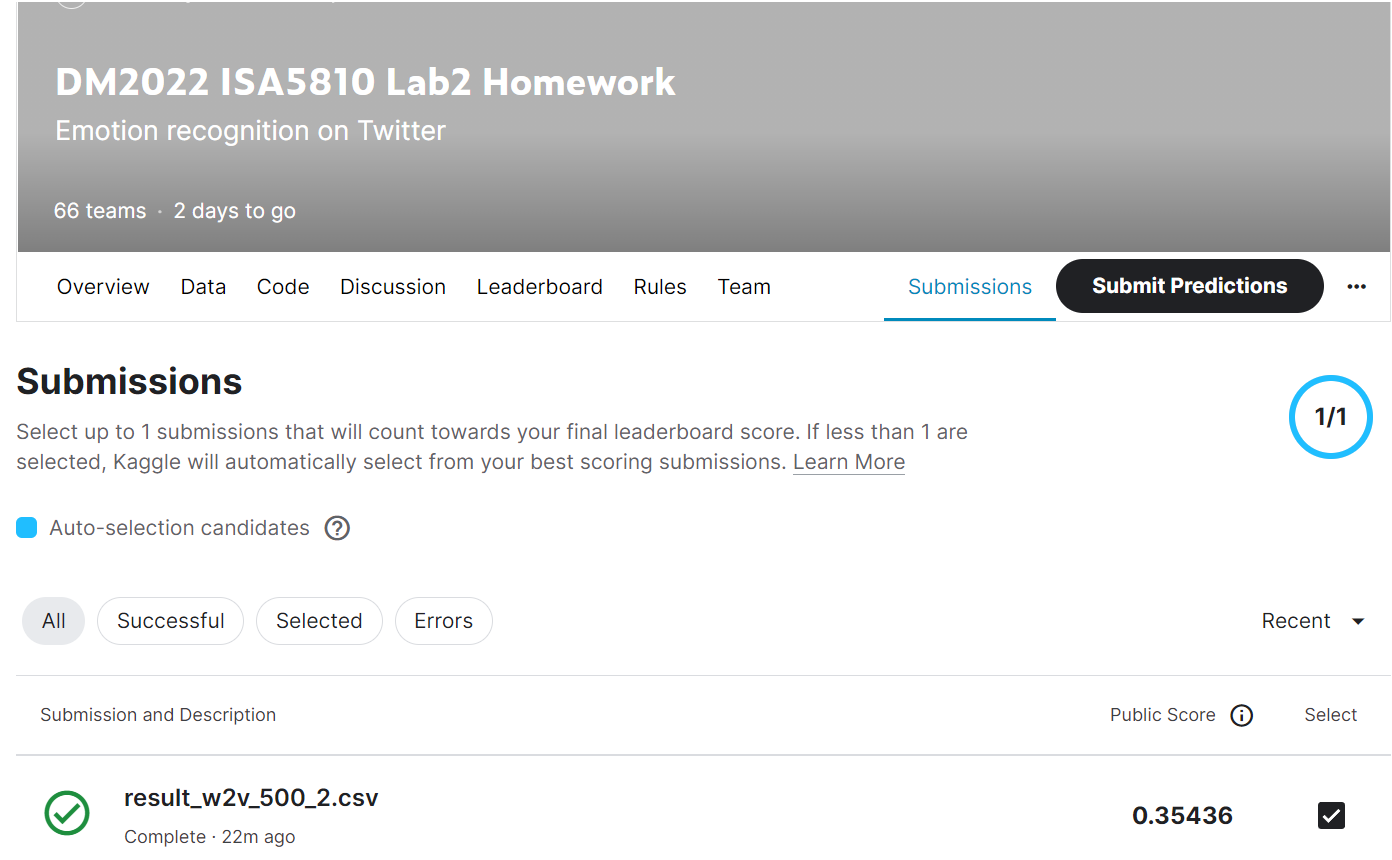 DM2022 ISA5810 Lab2 Homework
Emotion recognition on Twitter
66 teams · 2 days to go
Overview Data Code Discussion Leaderboard Rules Team Submissions Submit Predictions ...
Submissions
1/1
Select up to 1 submissions that will count towards your final leaderboard score. If less than 1 are
selected, Kaggle will automatically select from your best scoring submissions. Learn More
Auto-selection candidates ?
All Successful Selected Errors Recent
Submission and Description Public Score i Select
result_w2v_500_2.csv 0.35436
Complete · 22m ago